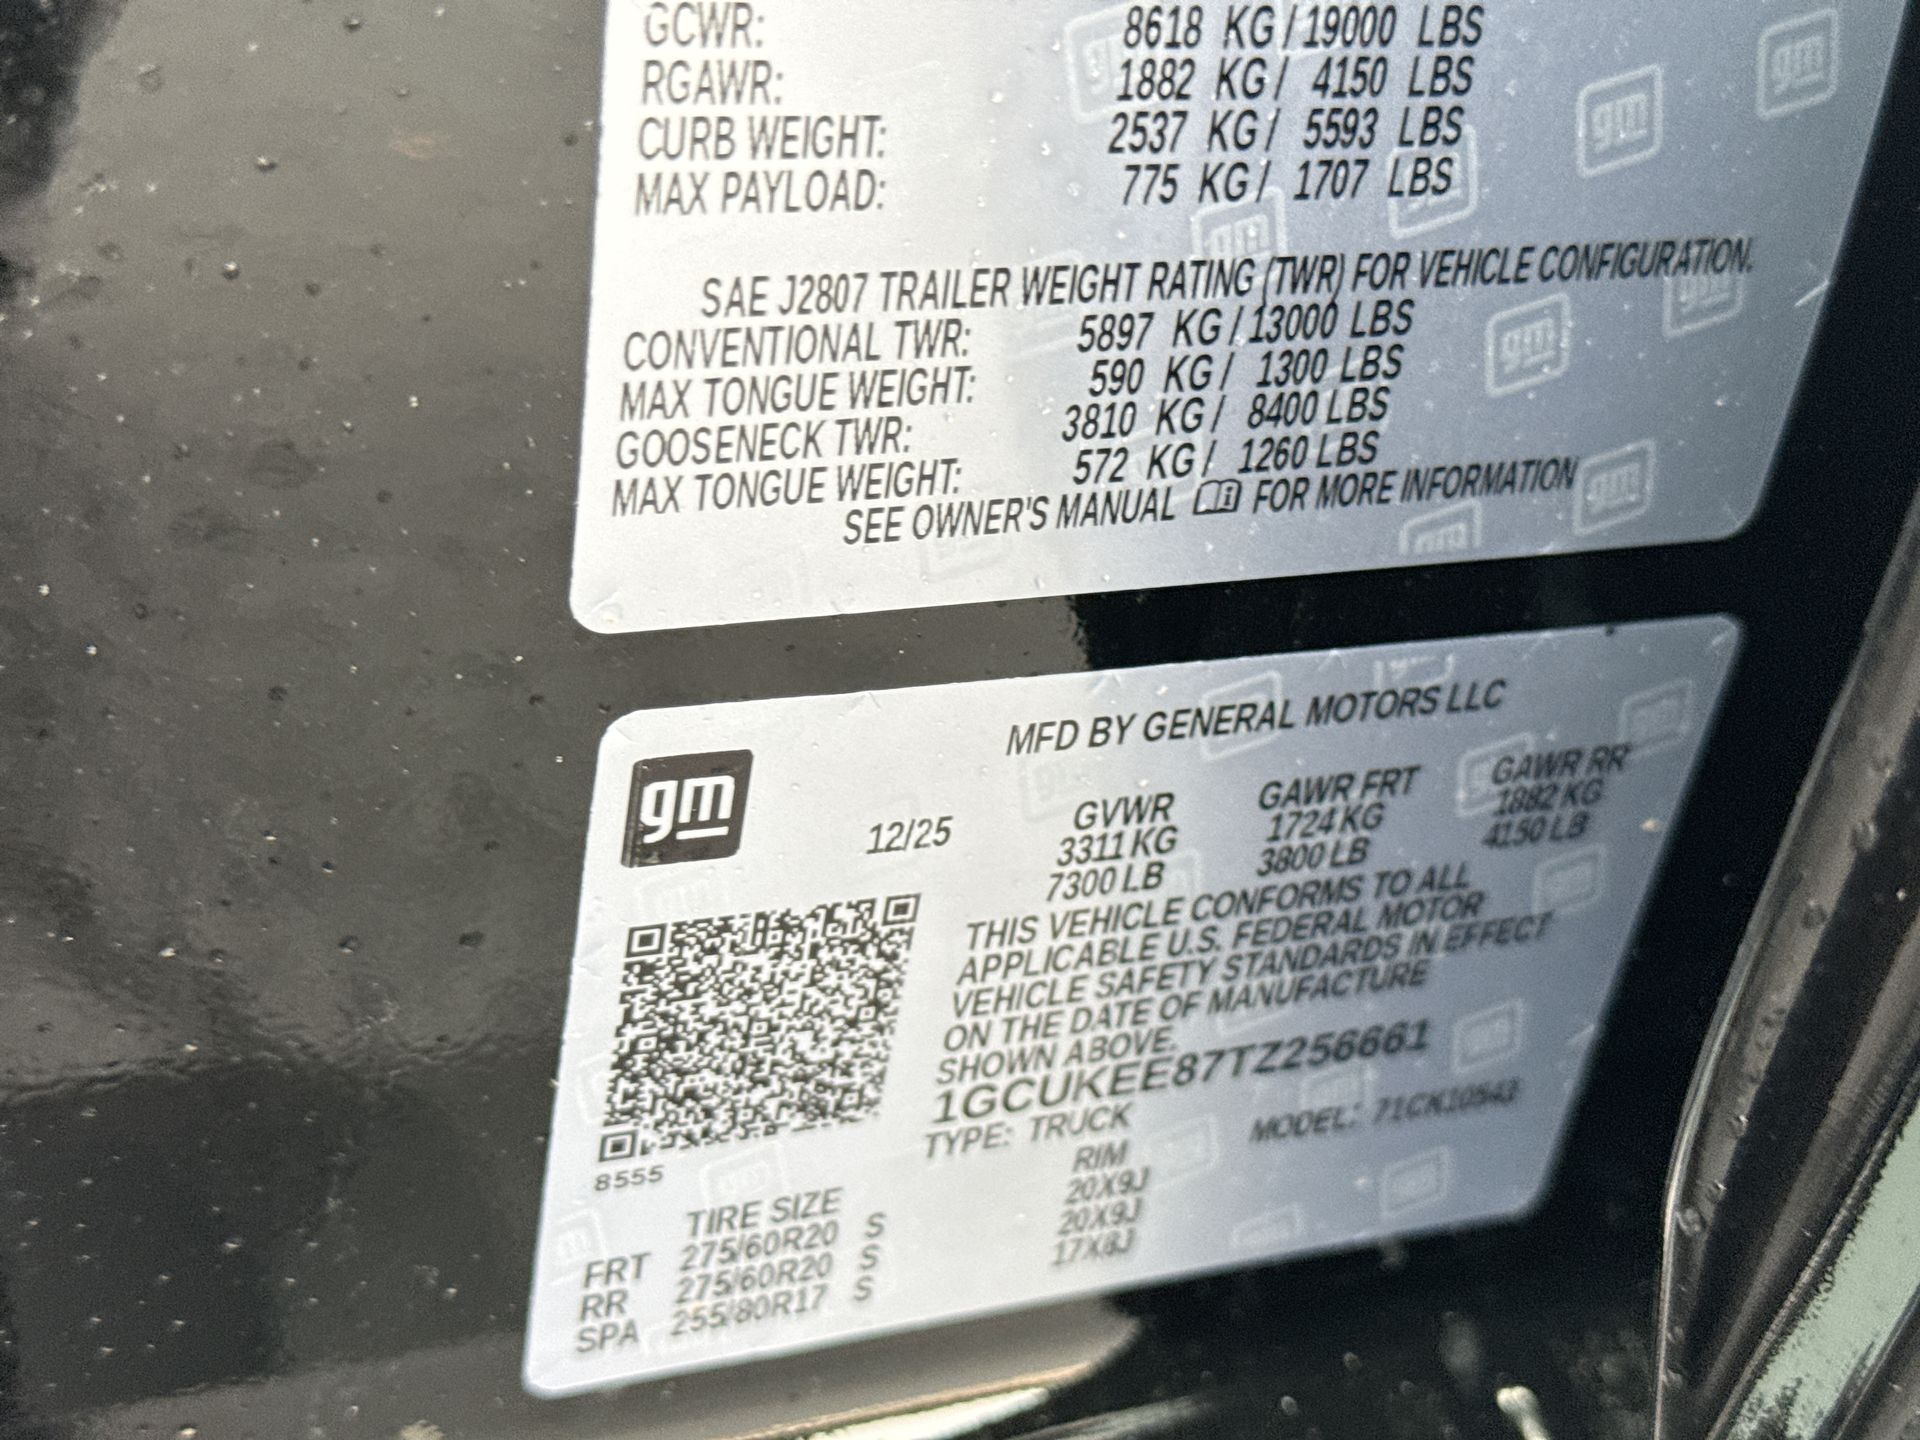 GCWR: 8618 KG / 19000 LBS
RGAWR: 1882 KG / 4150 LBS
CURB WEIGHT: 2537 KG / 5593 LBS
MAX PAYLOAD: 775 KG / 1707 LBS
SAE J2807 TRAILER WEIGHT RATING (TWR) FOR VEHICLE CONFIGURATION.
CONVENTIONAL TWR: 5897 KG / 13000 LBS
MAX TONGUE WEIGHT: 590 KG / 1300 LBS
GOOSENECK TWR: 3810 KG / 8400 LBS
MAX TONGUE WEIGHT: 572 KG / 1260 LBS
SEE OWNER'S MANUAL FOR MORE INFORMATION
gm
MFD BY GENERAL MOTORS LLC
12/25
GVWR GAWR FRT GAWR RR
3311 KG 1724 KG 1882 KG
7300 LB 3800 LB 4150 LB
THIS VEHICLE CONFORMS TO ALL
APPLICABLE U.S. FEDERAL MOTOR
VEHICLE SAFETY STANDARDS IN EFFECT
ON THE DATE OF MANUFACTURE
SHOWN ABOVE.
1GCUKEE87TZ256661
TYPE: TRUCK MODEL: 71CK10543
8555
TIRE SIZE RIM
FRT 275/60R20 S 20X9J
RR 275/60R20 S 20X9J
SPA 255/80R17 S 17X8J